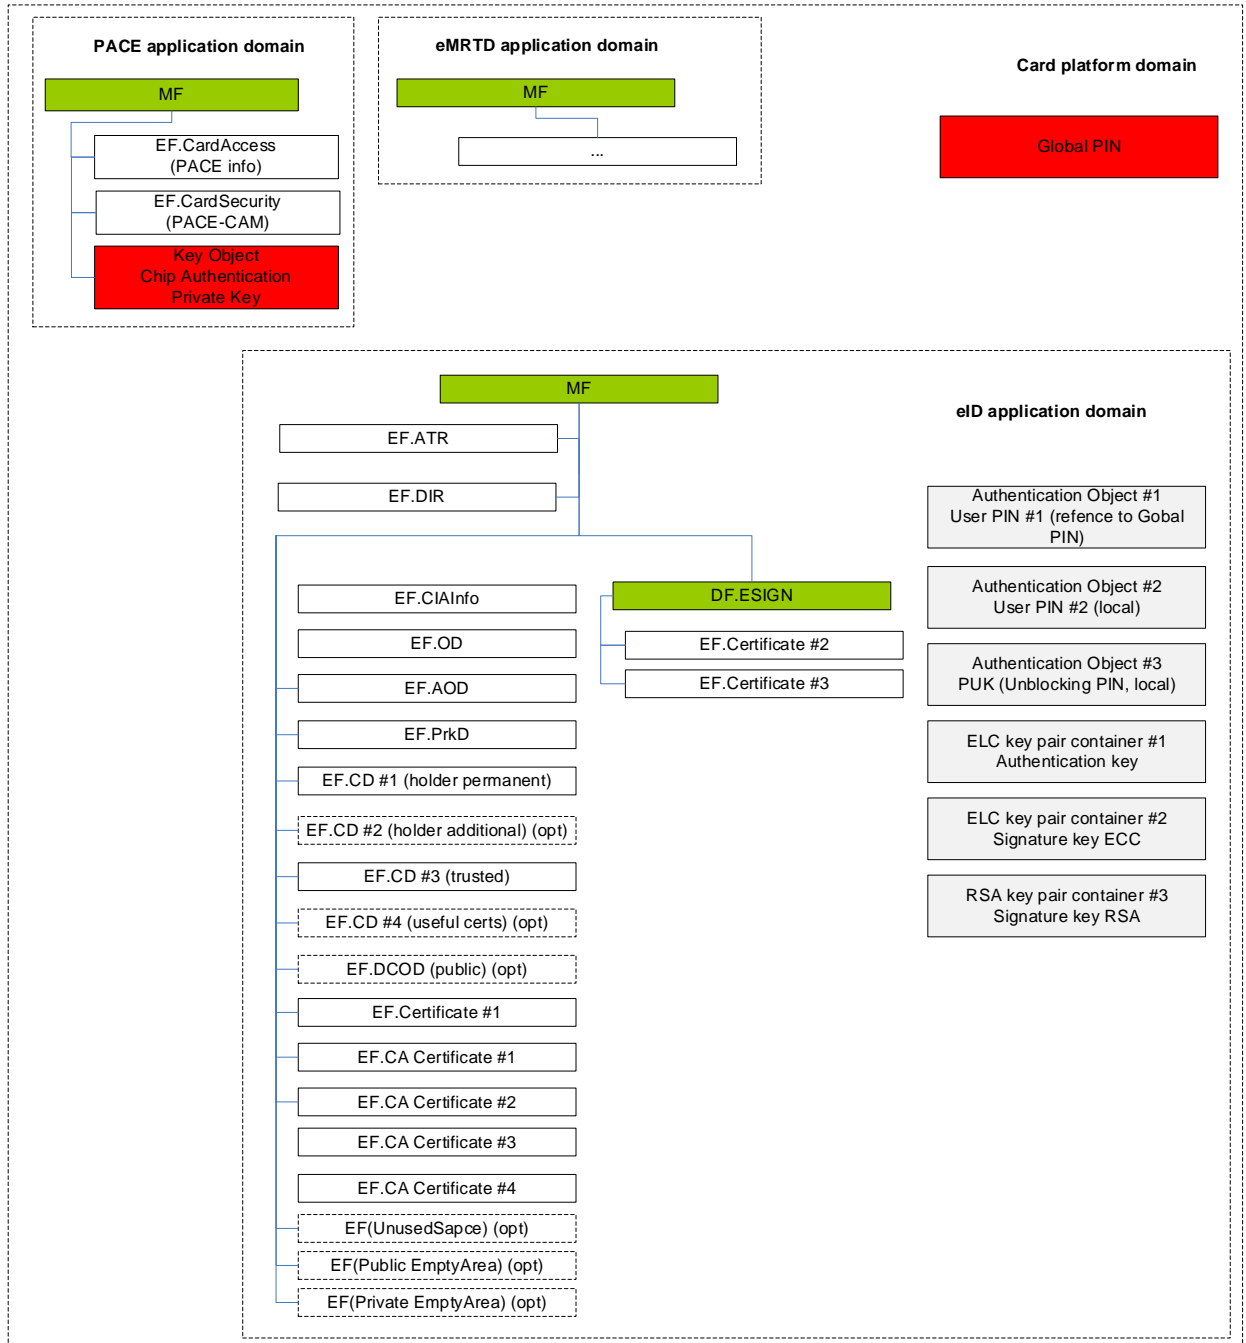 PACE application domain
MF
EF.CardAccess
(PACE info)
EF.CardSecurity
(PACE-CAM)
Key Object
Chip Authentication
Private Key
eMRTD application domain
MF
...
Card platform domain
Global PIN
MF
eID application domain
EF.ATR
EF.DIR
EF.CIAInfo
EF.OD
EF.AOD
EF.PrkD
EF.CD #1 (holder permanent)
EF.CD #2 (holder additional) (opt)
EF.CD #3 (trusted)
EF.CD #4 (useful certs) (opt)
EF.DCOD (public) (opt)
EF.Certificate #1
EF.CA Certificate #1
EF.CA Certificate #2
EF.CA Certificate #3
EF.CA Certificate #4
EF(UnusedSapce) (opt)
EF(Public EmptyArea) (opt)
EF(Private EmptyArea) (opt)
DF.ESIGN
EF.Certificate #2
EF.Certificate #3
Authentication Object #1
User PIN #1 (refence to Gobal
PIN)
Authentication Object #2
User PIN #2 (local)
Authentication Object #3
PUK (Unblocking PIN, local)
ELC key pair container #1
Authentication key
ELC key pair container #2
Signature key ECC
RSA key pair container #3
Signature key RSA